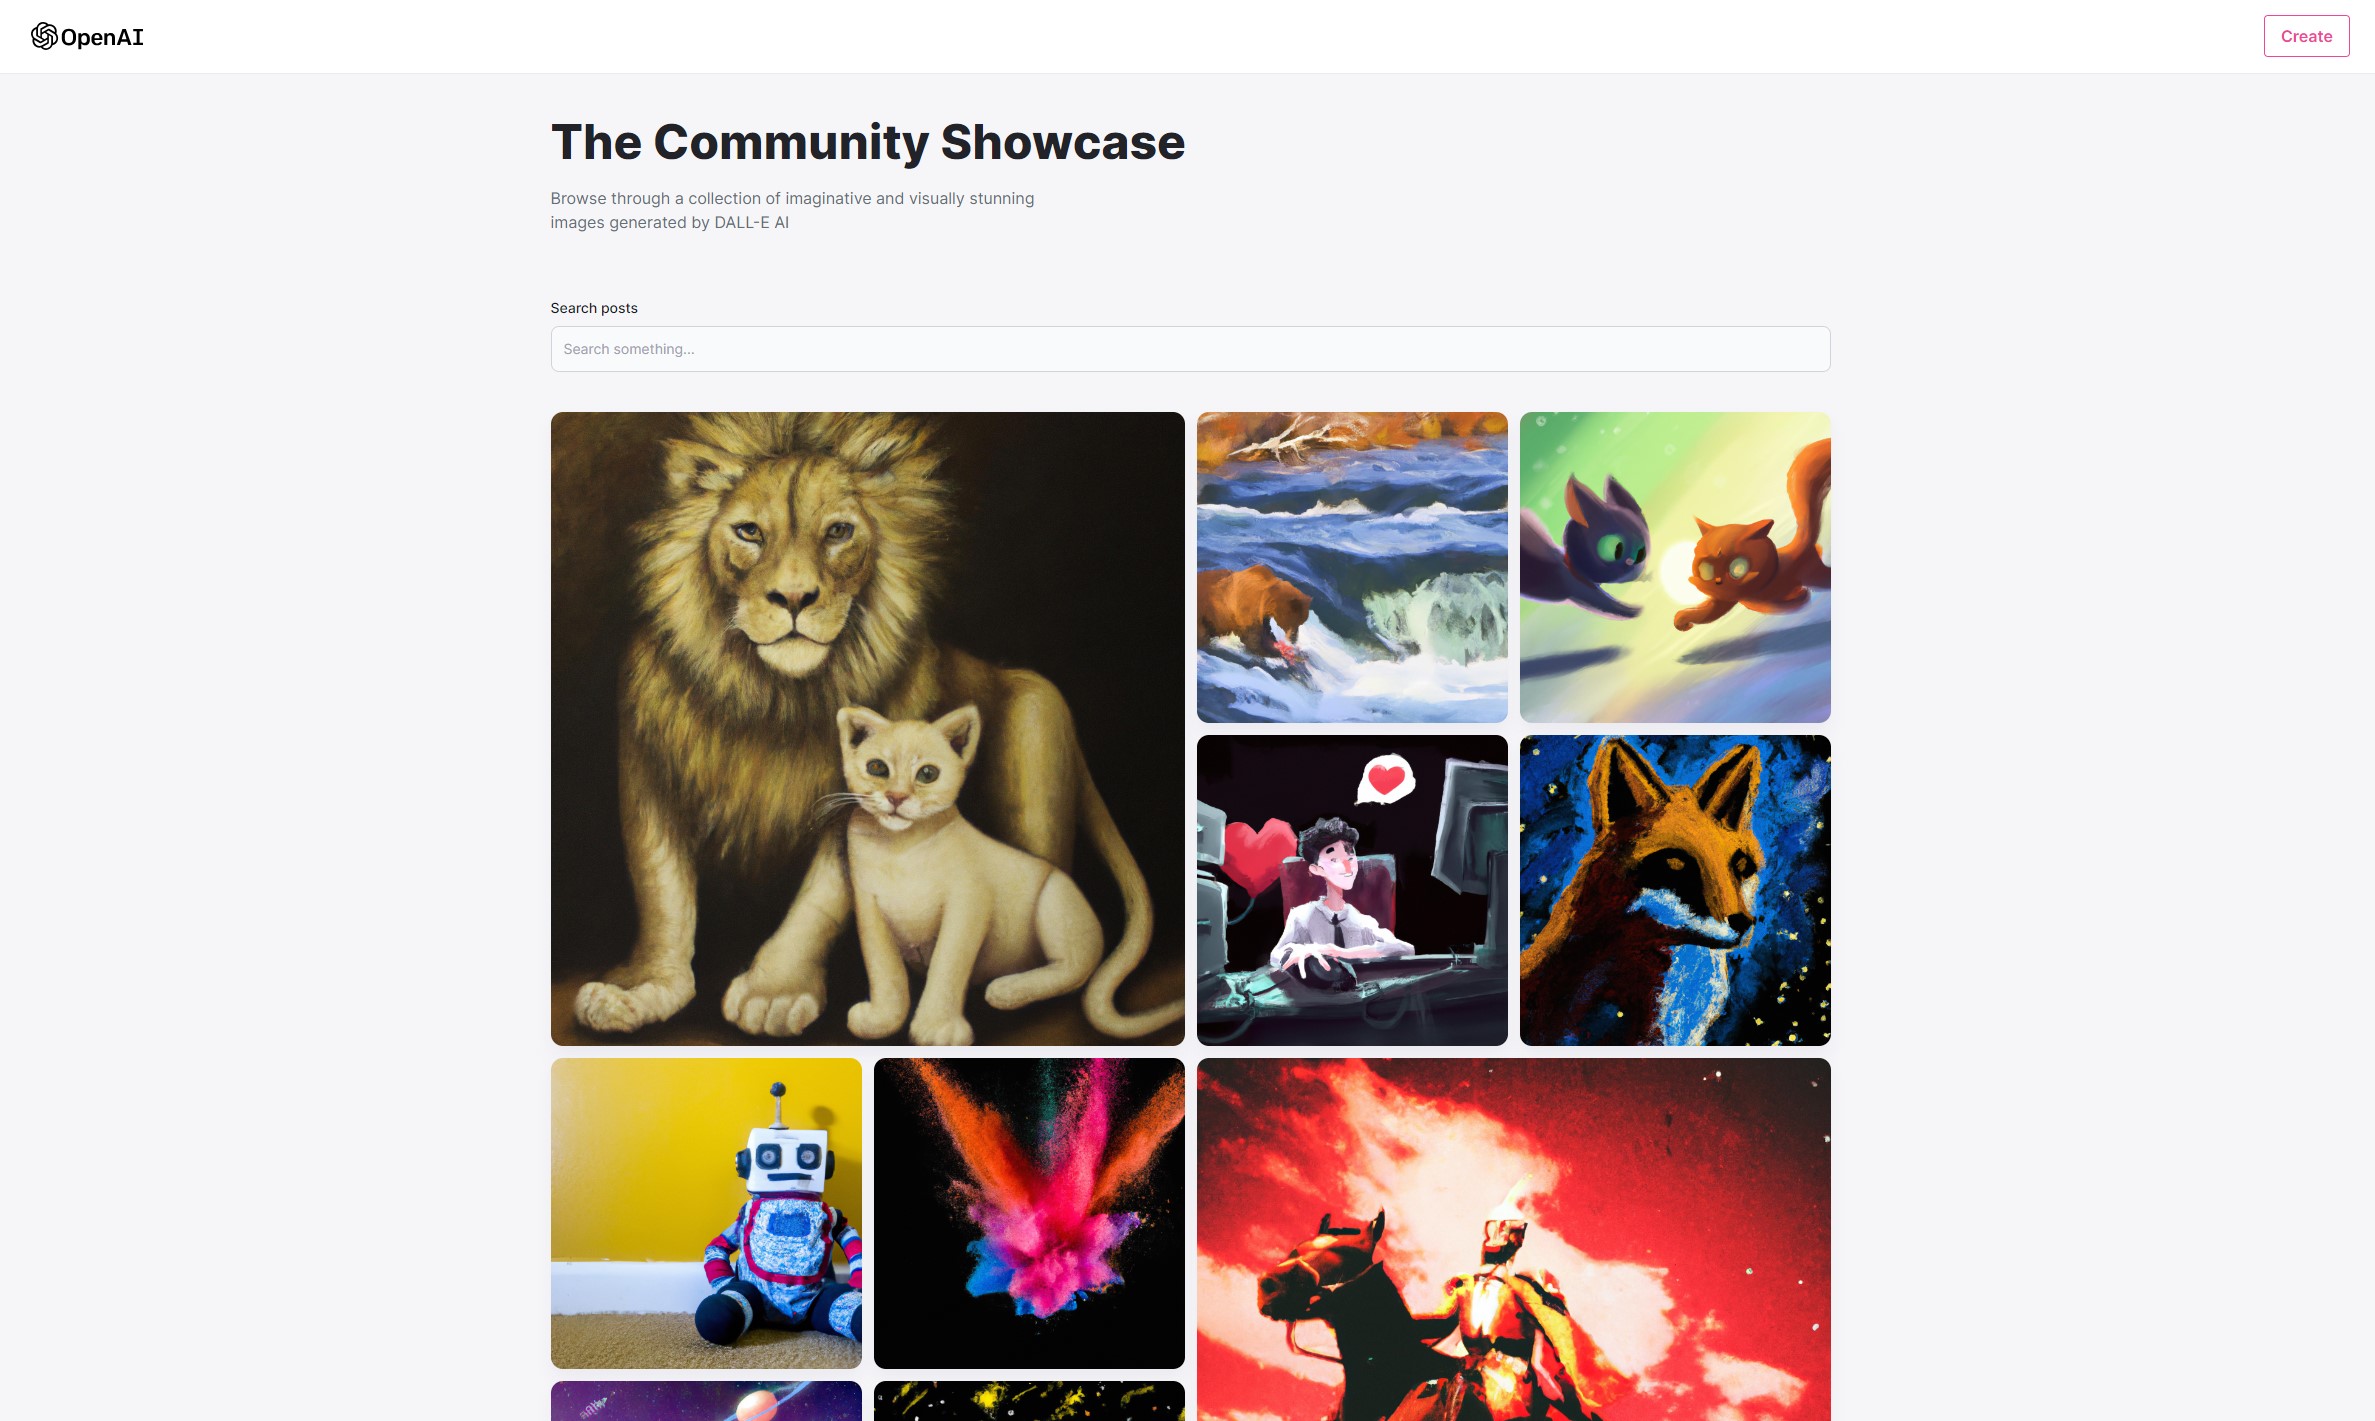 OpenAI
Create
The Community Showcase
Browse through a collection of imaginative and visually stunning
images generated by DALL-E AI
Search posts
Search something...